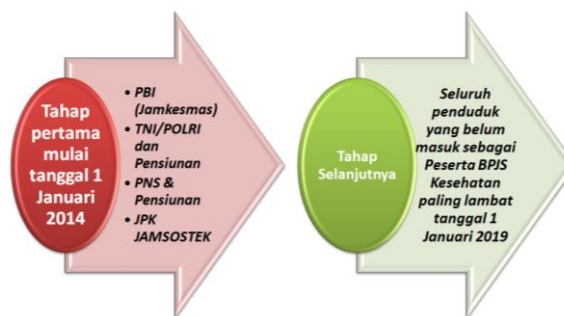 Tahap
pertama
mulai
tanggal 1
Januari
2014
• PBI
(Jamkesmas)
• TNI/POLRI
dan
Pensiunan
• PNS &
Pensiunan
• JPK
JAMSOSTEK
Tahap
Selanjutnya
Seluruh
penduduk
yang belum
masuk sebagai
Peserta BPJS
Kesehatan
paling lambat
tanggal 1
Januari 2019